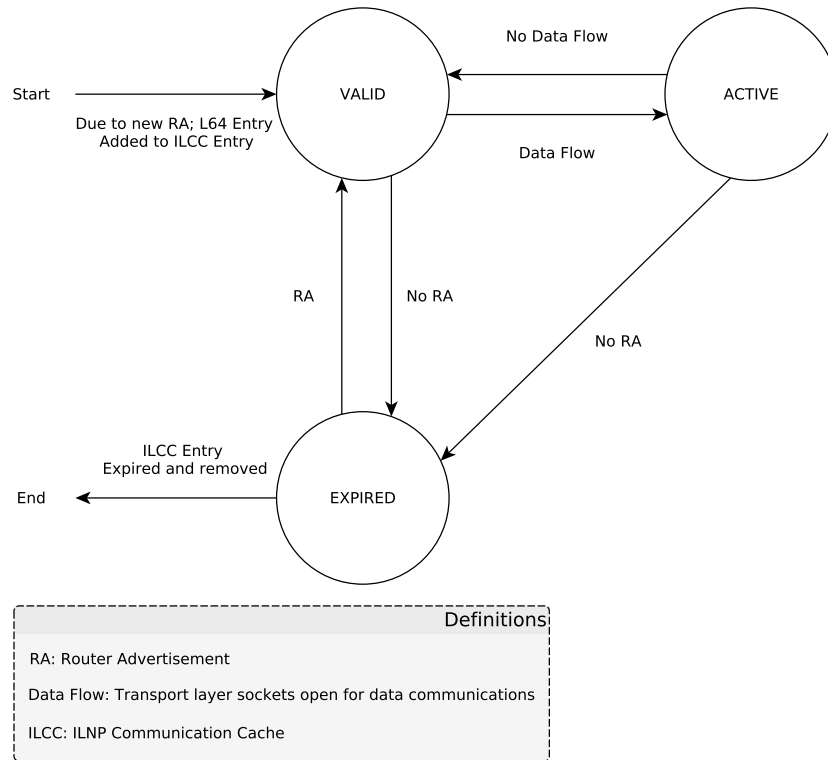 No Data Flow
Start
VALID
ACTIVE
Due to new RA; L64 Entry
Added to ILCC Entry
Data Flow
RA
No RA
No RA
ILCC Entry
Expired and removed
End
EXPIRED
Definitions
RA: Router Advertisement
Data Flow: Transport layer sockets open for data communications
ILCC: ILNP Communication Cache